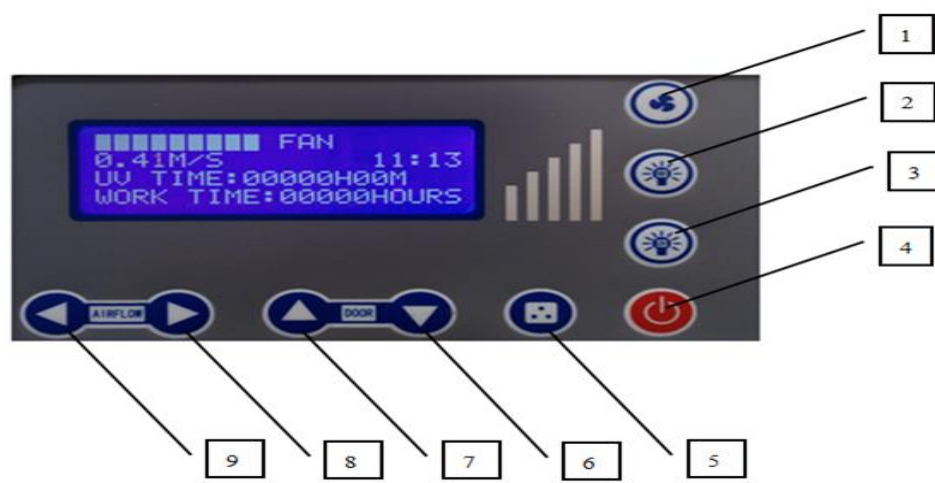 1
2
3
4
FAN
0.41M/S 11:13
UV TIME:00000H00M
WORK TIME:00000HOURS
AIRFLOW
DOOR
9
8
7
6
5